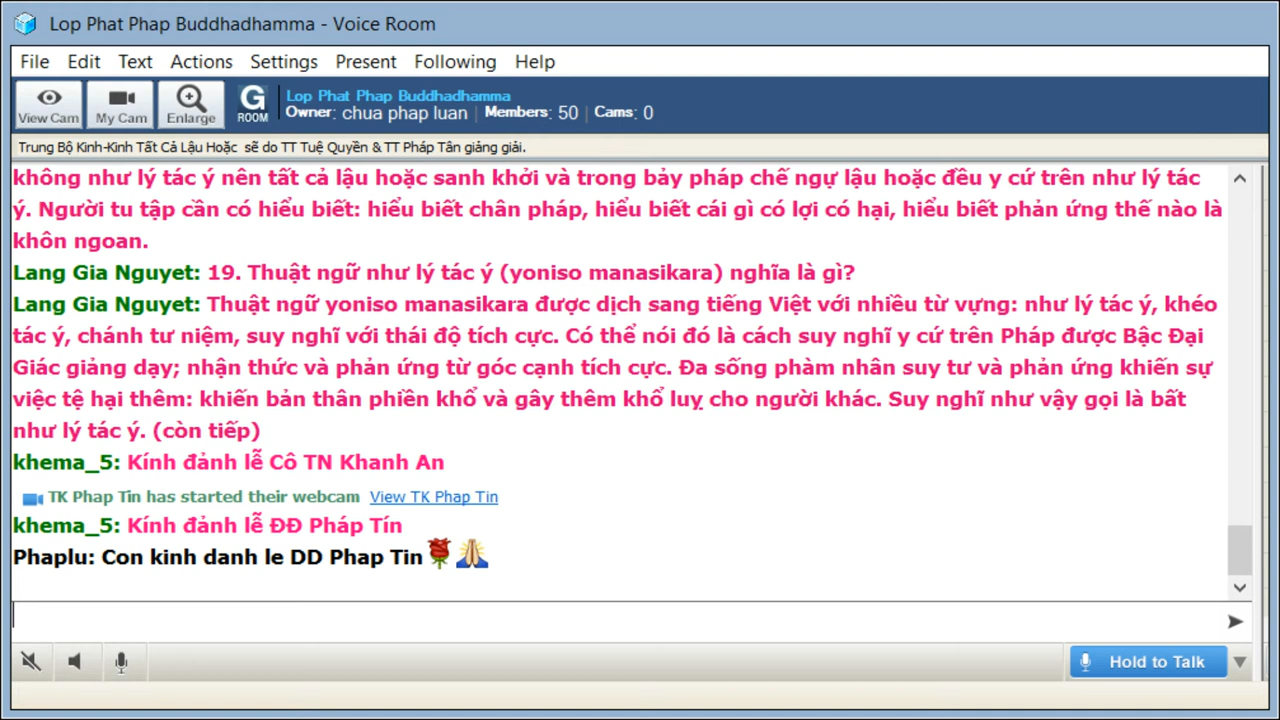 Lop Phat Phap Buddhadhamma - Voice Room
File Edit Text Actions Settings Present Following Help
View Cam My Cam Enlarge G ROOM Lop Phat Phap Buddhadhamma
Owner: chua phap luan | Members: 50 | Cams: 0
Trung Bộ Kinh-Kinh Tất Cả Lậu Hoặc sẽ do TT Tuệ Quyền & TT Pháp Tân giảng giải.
không như lý tác ý nên tất cả lậu hoặc sanh khởi và trong bảy pháp chế ngự lậu hoặc đều y cứ trên như lý tác
ý. Người tu tập cần có hiểu biết: hiểu biết chân pháp, hiểu biết cái gì có lợi có hại, hiểu biết phản ứng thế nào là
khôn ngoan.
Lang Gia Nguyet: 19. Thuật ngữ như lý tác ý (yoniso manasikara) nghĩa là gì?
Lang Gia Nguyet: Thuật ngữ yoniso manasikara được dịch sang tiếng Việt với nhiều từ vựng: như lý tác ý, khéo
tác ý, chánh tư niệm, suy nghĩ với thái độ tích cực. Có thể nói đó là cách suy nghĩ y cứ trên Pháp được Bậc Đại
Giác giảng dạy; nhận thức và phản ứng từ góc cạnh tích cực. Đa sống phàm nhân suy tư và phản ứng khiến sự
việc tệ hại thêm: khiến bản thân phiền khổ và gây thêm khổ luỵ cho người khác. Suy nghĩ như vậy gọi là bất
như lý tác ý. (còn tiếp)
khema_5: Kính đảnh lễ Cô TN Khanh An
TK Phap Tin has started their webcam View TK Phap Tin
khema_5: Kính đảnh lễ ĐĐ Pháp Tín
Phaplu: Con kinh danh le DD Phap Tin
Hold to Talk